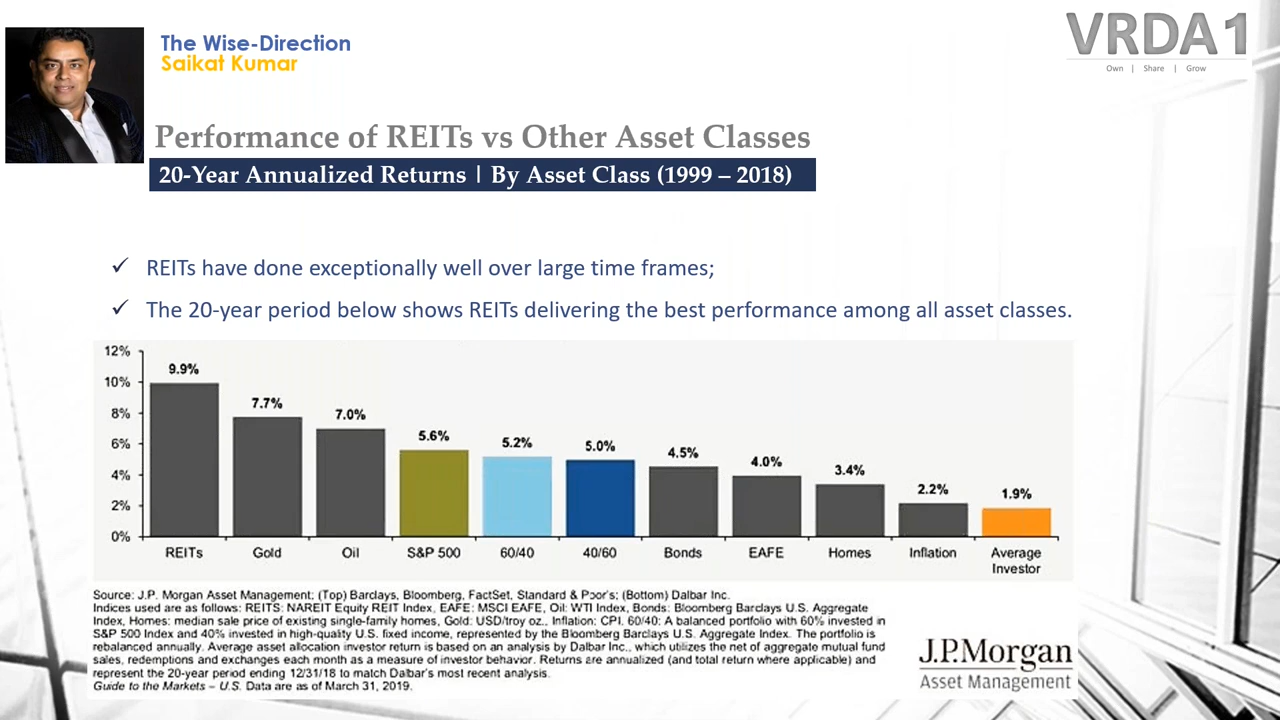 The Wise-Direction
Saikat Kumar
VRDA1
Own | Share | Grow
Performance of REITs vs Other Asset Classes
20-Year Annualized Returns | By Asset Class (1999 – 2018)
✓ REITs have done exceptionally well over large time frames;
✓ The 20-year period below shows REITs delivering the best performance among all asset classes.
12%
10%
8%
6%
4%
2%
0%
9.9%
7.7%
7.0%
5.6%
5.2%
5.0%
4.5%
4.0%
3.4%
2.2%
1.9%
REITs
Gold
Oil
S&P 500
60/40
40/60
Bonds
EAFE
Homes
Inflation
Average
Investor
Source: J.P. Morgan Asset Management; (Top) Barclays, Bloomberg, FactSet, Standard & Poor's; (Bottom) Dalbar Inc.
Indices used are as follows: REITS: NAREIT Equity REIT Index, EAFE: MSCI EAFE, Oil: WTI Index, Bonds: Bloomberg Barclays U.S. Aggregate
Index, Homes: median sale price of existing single-family homes, Gold: USD/troy oz., Inflation: CPI. 60/40: A balanced portfolio with 60% invested in
S&P 500 Index and 40% invested in high-quality U.S. fixed income, represented by the Bloomberg Barclays U.S. Aggregate Index. The portfolio is
rebalanced annually. Average asset allocation investor return is based on an analysis by Dalbar Inc., which utilizes the net of aggregate mutual fund
sales, redemptions and exchanges each month as a measure of investor behavior. Returns are annualized (and total return where applicable) and
represent the 20-year period ending 12/31/18 to match Dalbar's most recent analysis.
Guide to the Markets – U.S. Data are as of March 31, 2019.
J.P.Morgan
Asset Management